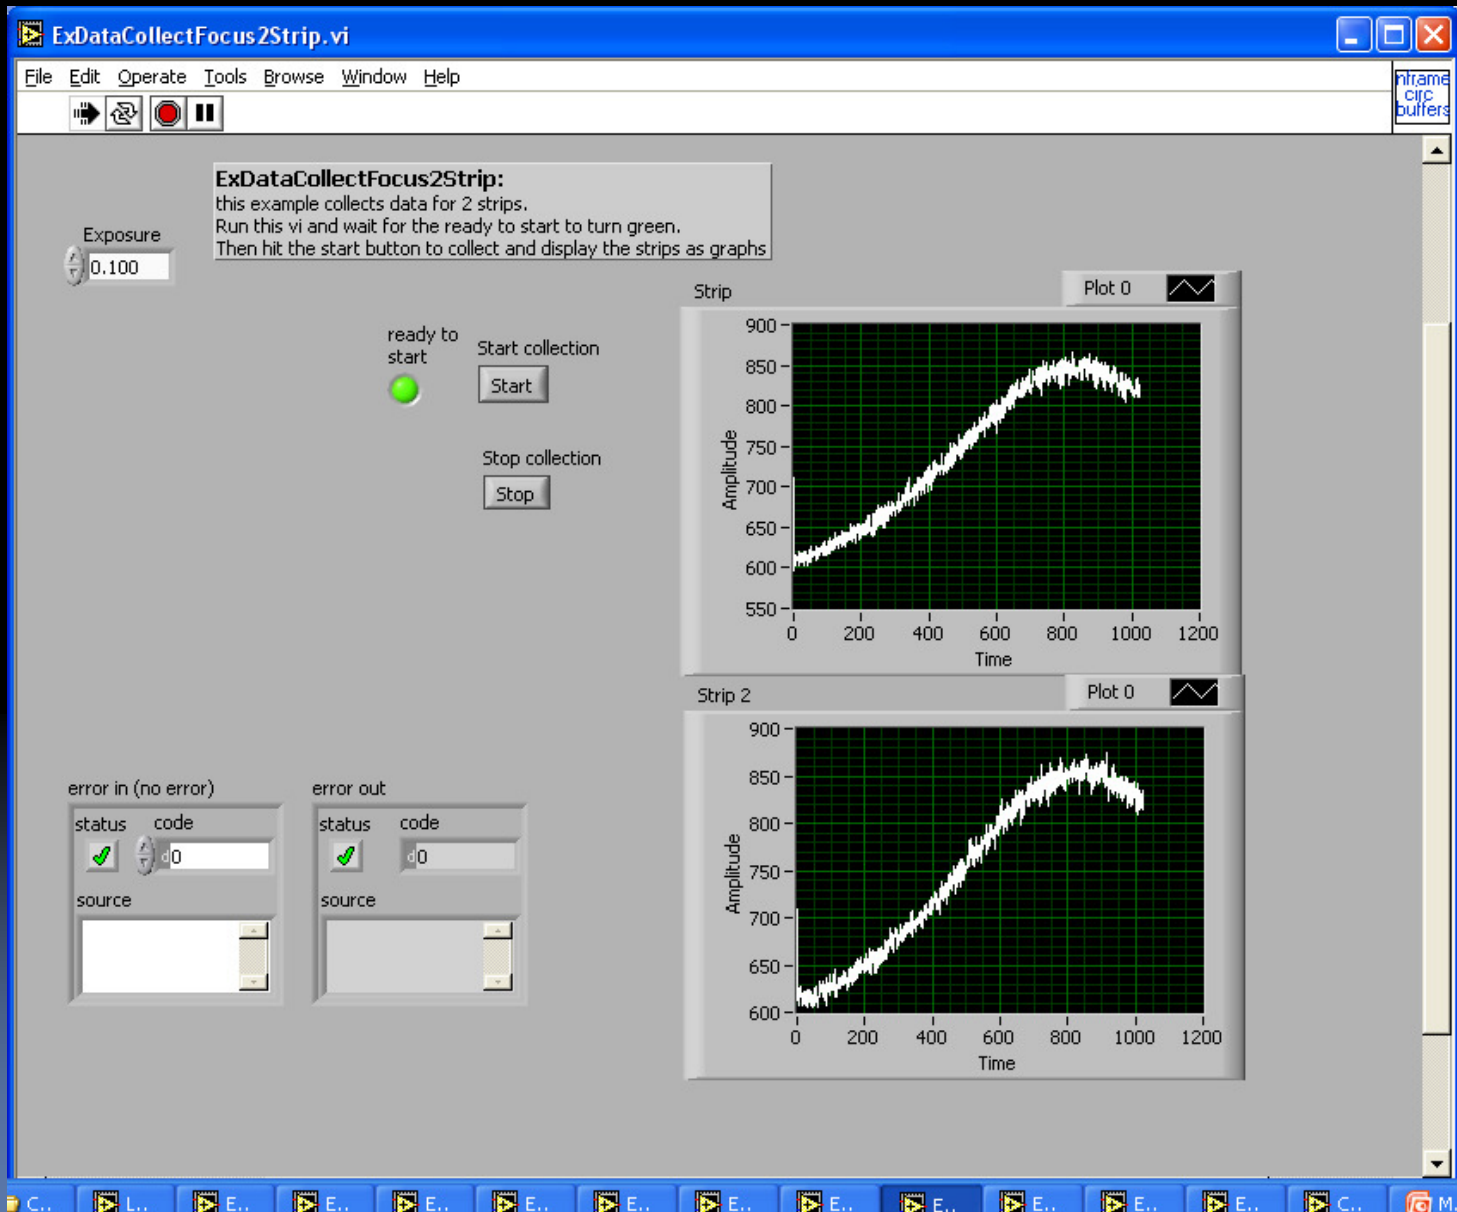 ExDataCollectFocus2Strip.vi
File Edit Operate Tools Browse Window Help
circ
buffers
ExDataCollectFocus2Strip:
this example collects data for 2 strips.
Run this vi and wait for the ready to start to turn green.
Then hit the start button to collect and display the strips as graphs
Exposure
0.100
ready to
start
Start collection
Start
Stop collection
Stop
Strip
Plot 0
900
850
800
750
700
650
600
550
Amplitude
0 200 400 600 800 1000 1200
Time
Strip 2
Plot 0
900
850
800
750
700
650
600
Amplitude
0 200 400 600 800 1000 1200
Time
error in (no error)
status code
d0
source
error out
status code
d0
source
C.. L.. E.. E.. E.. E.. E.. E.. E.. E.. E.. E.. E.. C.. M.